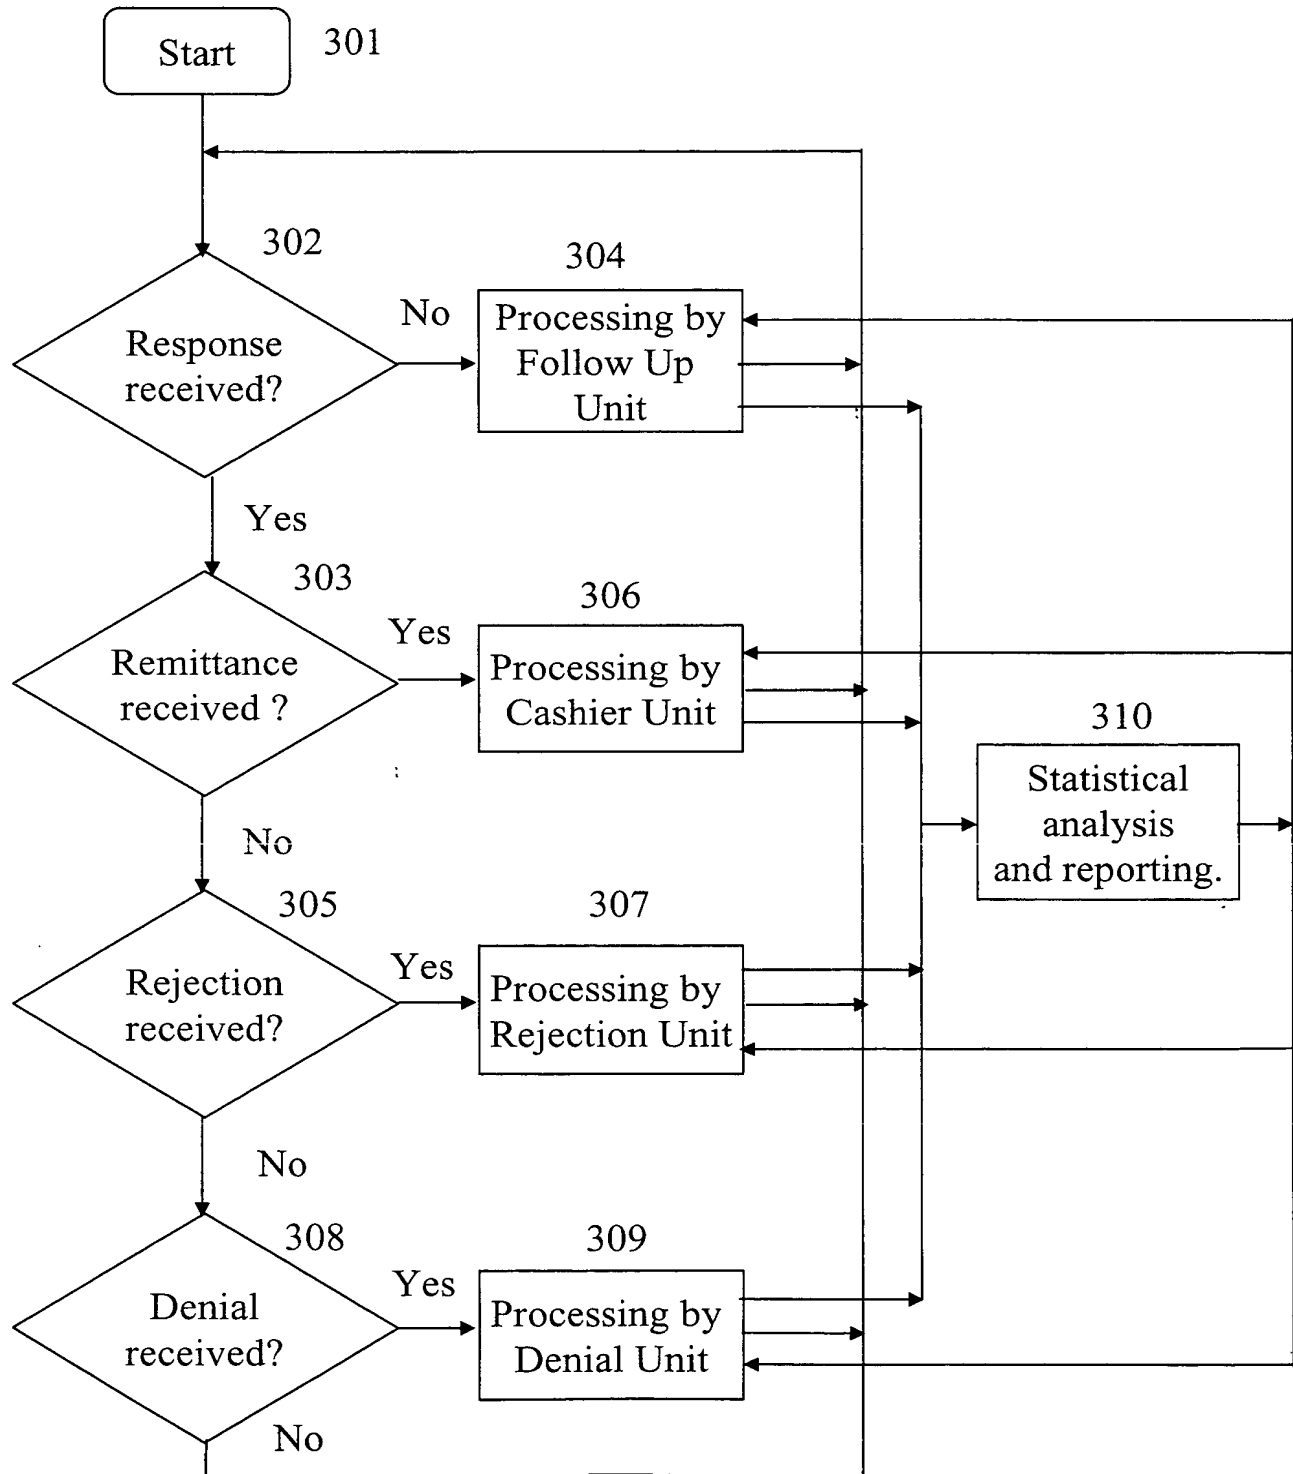 Start
301
302
304
No
Processing by
Follow Up
Unit
Response
received?
Yes
303
306
Yes
Remittance
received ?
Processing by
Cashier Unit
310
Statistical
analysis
and reporting.
No
305
307
Yes
Rejection
received?
Processing by
Rejection Unit
No
308
309
Yes
Denial
received?
Processing by
Denial Unit
No